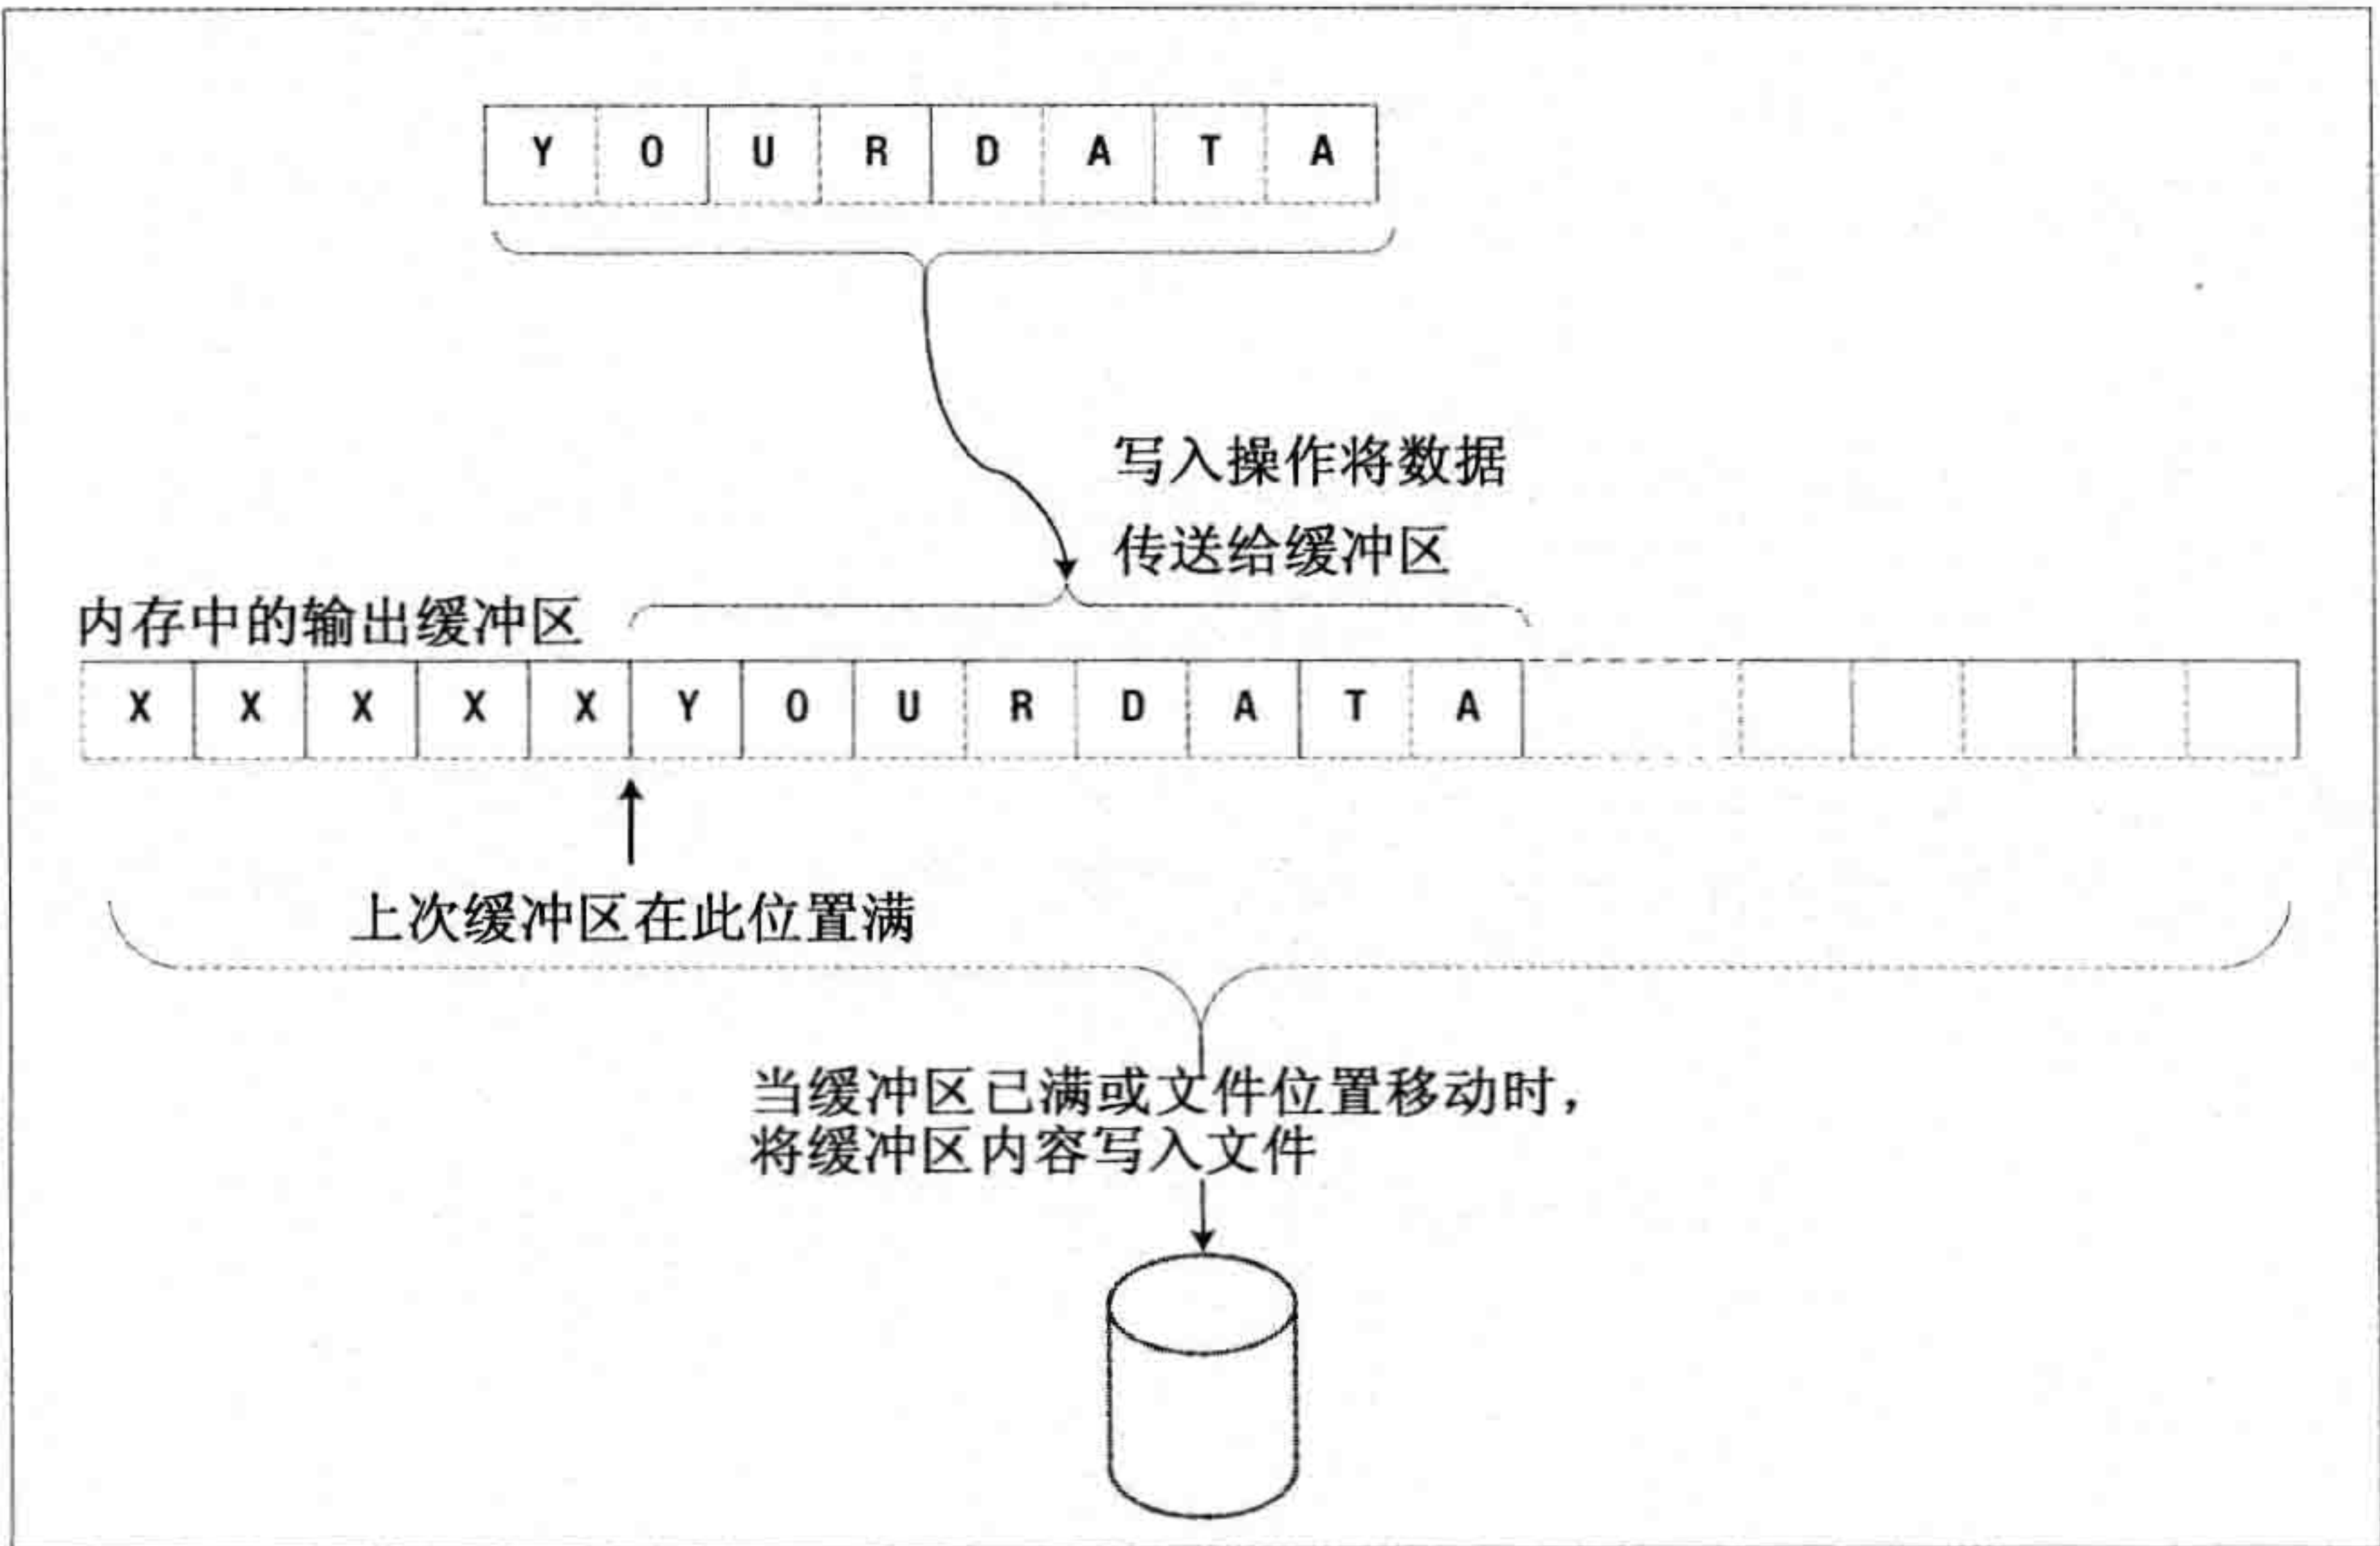 Y O U R D A T A
写入操作将数据
传送给缓冲区
内存中的输出缓冲区
X X X X X Y O U R D A T A
上次缓冲区在此位置满
当缓冲区已满或文件位置移动时，
将缓冲区内容写入文件